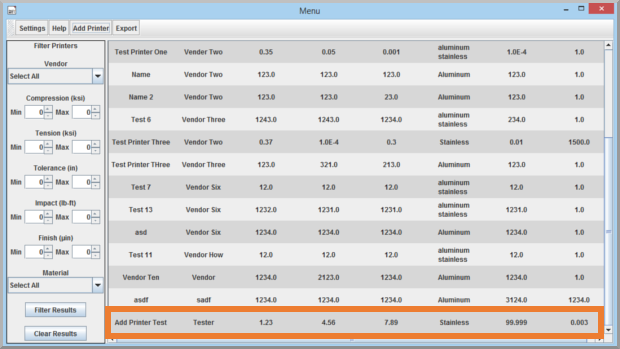 Menu
Settings Help Add Printer Export
Filter Printers
Vendor
Select All
Compression (ksi)
Min 0 Max 0
Tension (ksi)
Min 0 Max 0
Tolerance (in)
Min 0 Max 0
Impact (lb-ft)
Min 0 Max 0
Finish (µin)
Min 0 Max 0
Material
Select All
Filter Results
Clear Results
Test Printer One Vender Two 0.35 0.05 0.001 aluminum stainless 1.0E-4 1.0
Name Vendor Two 123.0 123.0 123.0 Aluminum 123.0 1.0
Name 2 Vendor Two 123.0 123.0 23.0 Aluminum 123.0 1.0
Test 6 Vendor Three 1243.0 1243.0 1234.0 aluminum stainless 234.0 1.0
Test Printer Three Vendor Two 0.37 1.0E-4 0.3 Stainless 0.01 1500.0
Test Printer THree Vendor Three 123.0 321.0 213.0 Aluminum 123.0 1.0
Test 7 Vendor Six 12.0 12.0 12.0 aluminum stainless 12.0 1.0
Test 13 Vendor Six 1232.0 1231.0 1231.0 aluminum stainless 1231.0 1.0
asd Vendor Six 1234.0 1234.0 1234.0 Aluminum 1234.0 1.0
Test 11 Vendor How 12.0 12.0 12.0 aluminum stainless 12.0 1.0
Vendor Ten Vendor 1234.0 2123.0 1234.0 Aluminum 1234.0 1.0
asdf sadf 1234.0 1234.0 1234.0 Aluminum 3124.0 1234.0
Add Printer Test Tester 1.23 4.56 7.89 Stainless 99.999 0.003